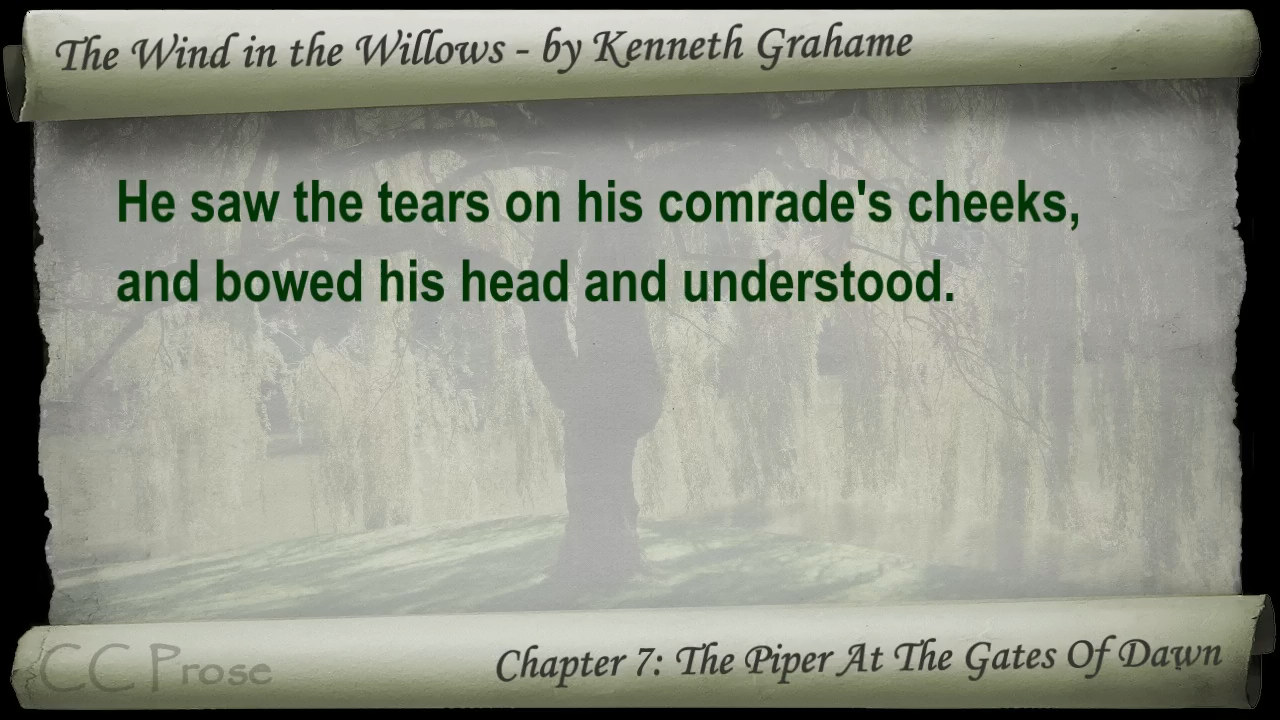 The Wind in the Willows - by Kenneth Grahame
He saw the tears on his comrade's cheeks,
and bowed his head and understood.
CC Prose
Chapter 7: The Piper At The Gates Of Dawn